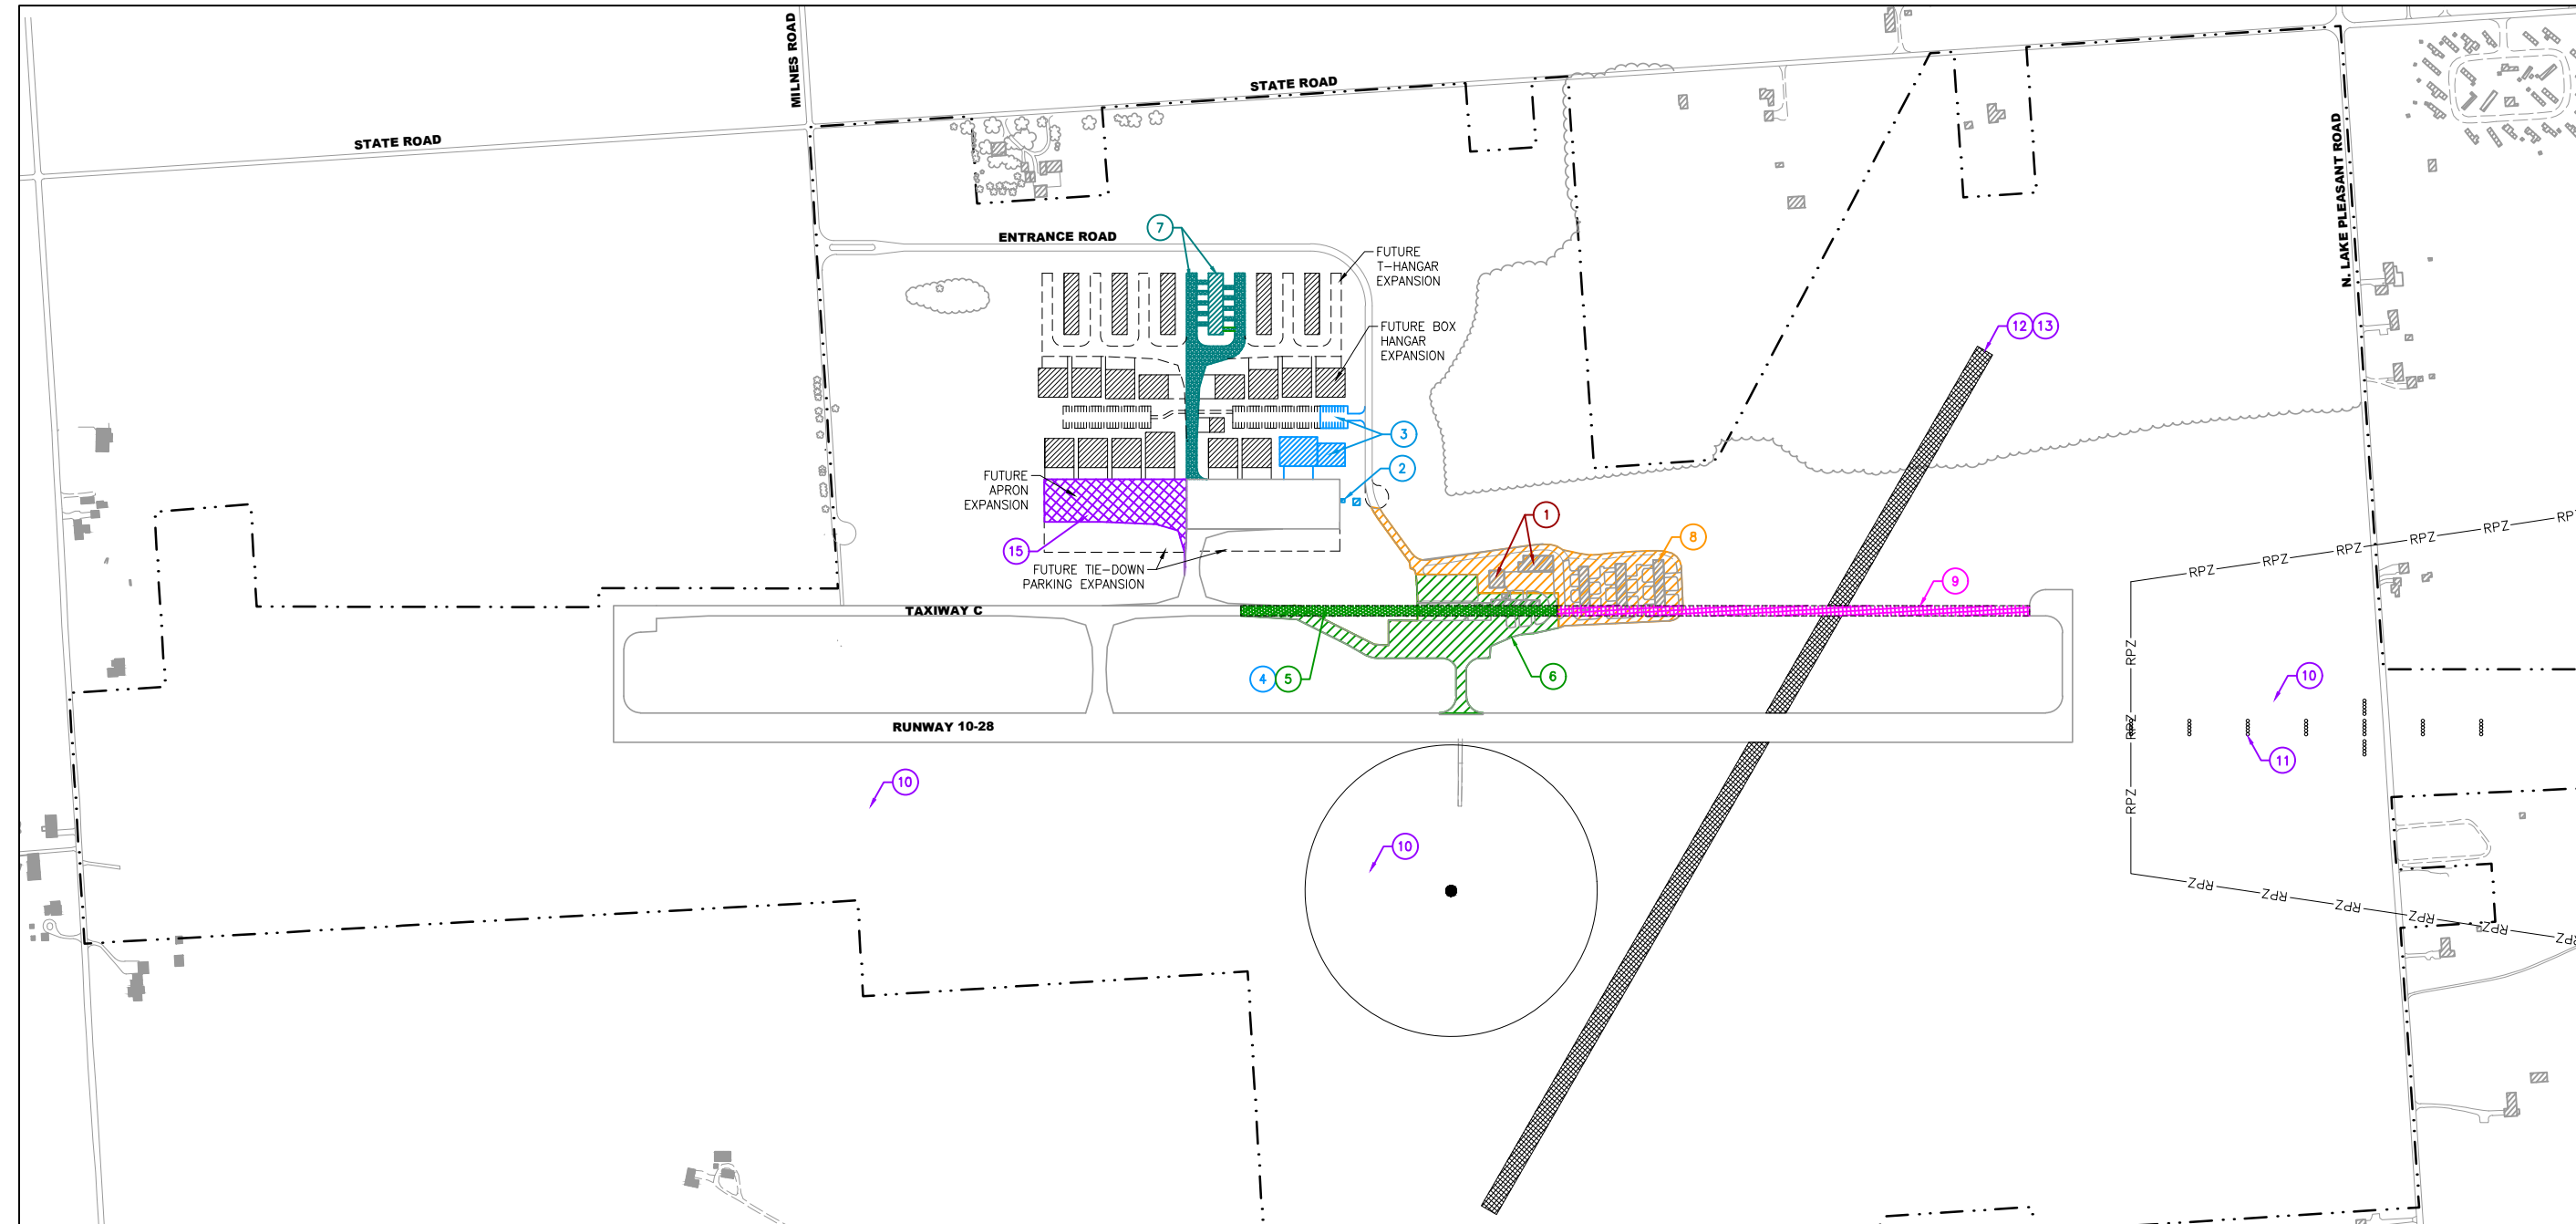 MILNES ROAD
STATE ROAD
STATE ROAD
N. LAKE PLEASANT ROAD
ENTRANCE ROAD
7
FUTURE
T-HANGAR
EXPANSION
FUTURE BOX
HANGAR
EXPANSION
12 13
3
2
FUTURE
APRON
EXPANSION
1
8
15
FUTURE TIE-DOWN
PARKING EXPANSION
9
RPZ
RPZ
RPZ
RPZ
RPZ
RP
TAXIWAY C
4 5
6
RPZ
10
RUNWAY 10-28
RPZ
11
10
RPZ
10
RPZ
RPZ
RPZ
RPZ
RPZ
RP